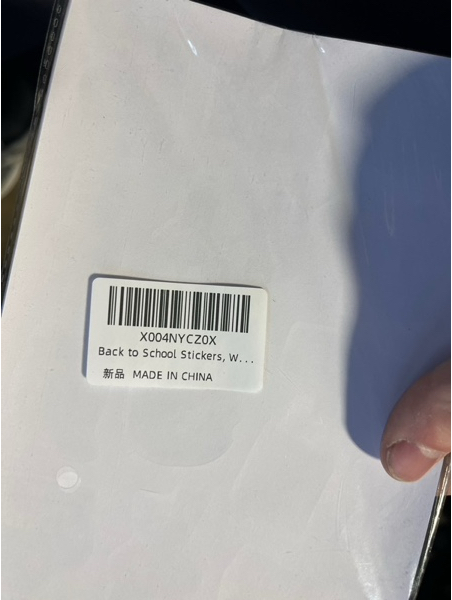 X004NYCZ0X
Back to School Stickers, W...
新品 MADE IN CHINA